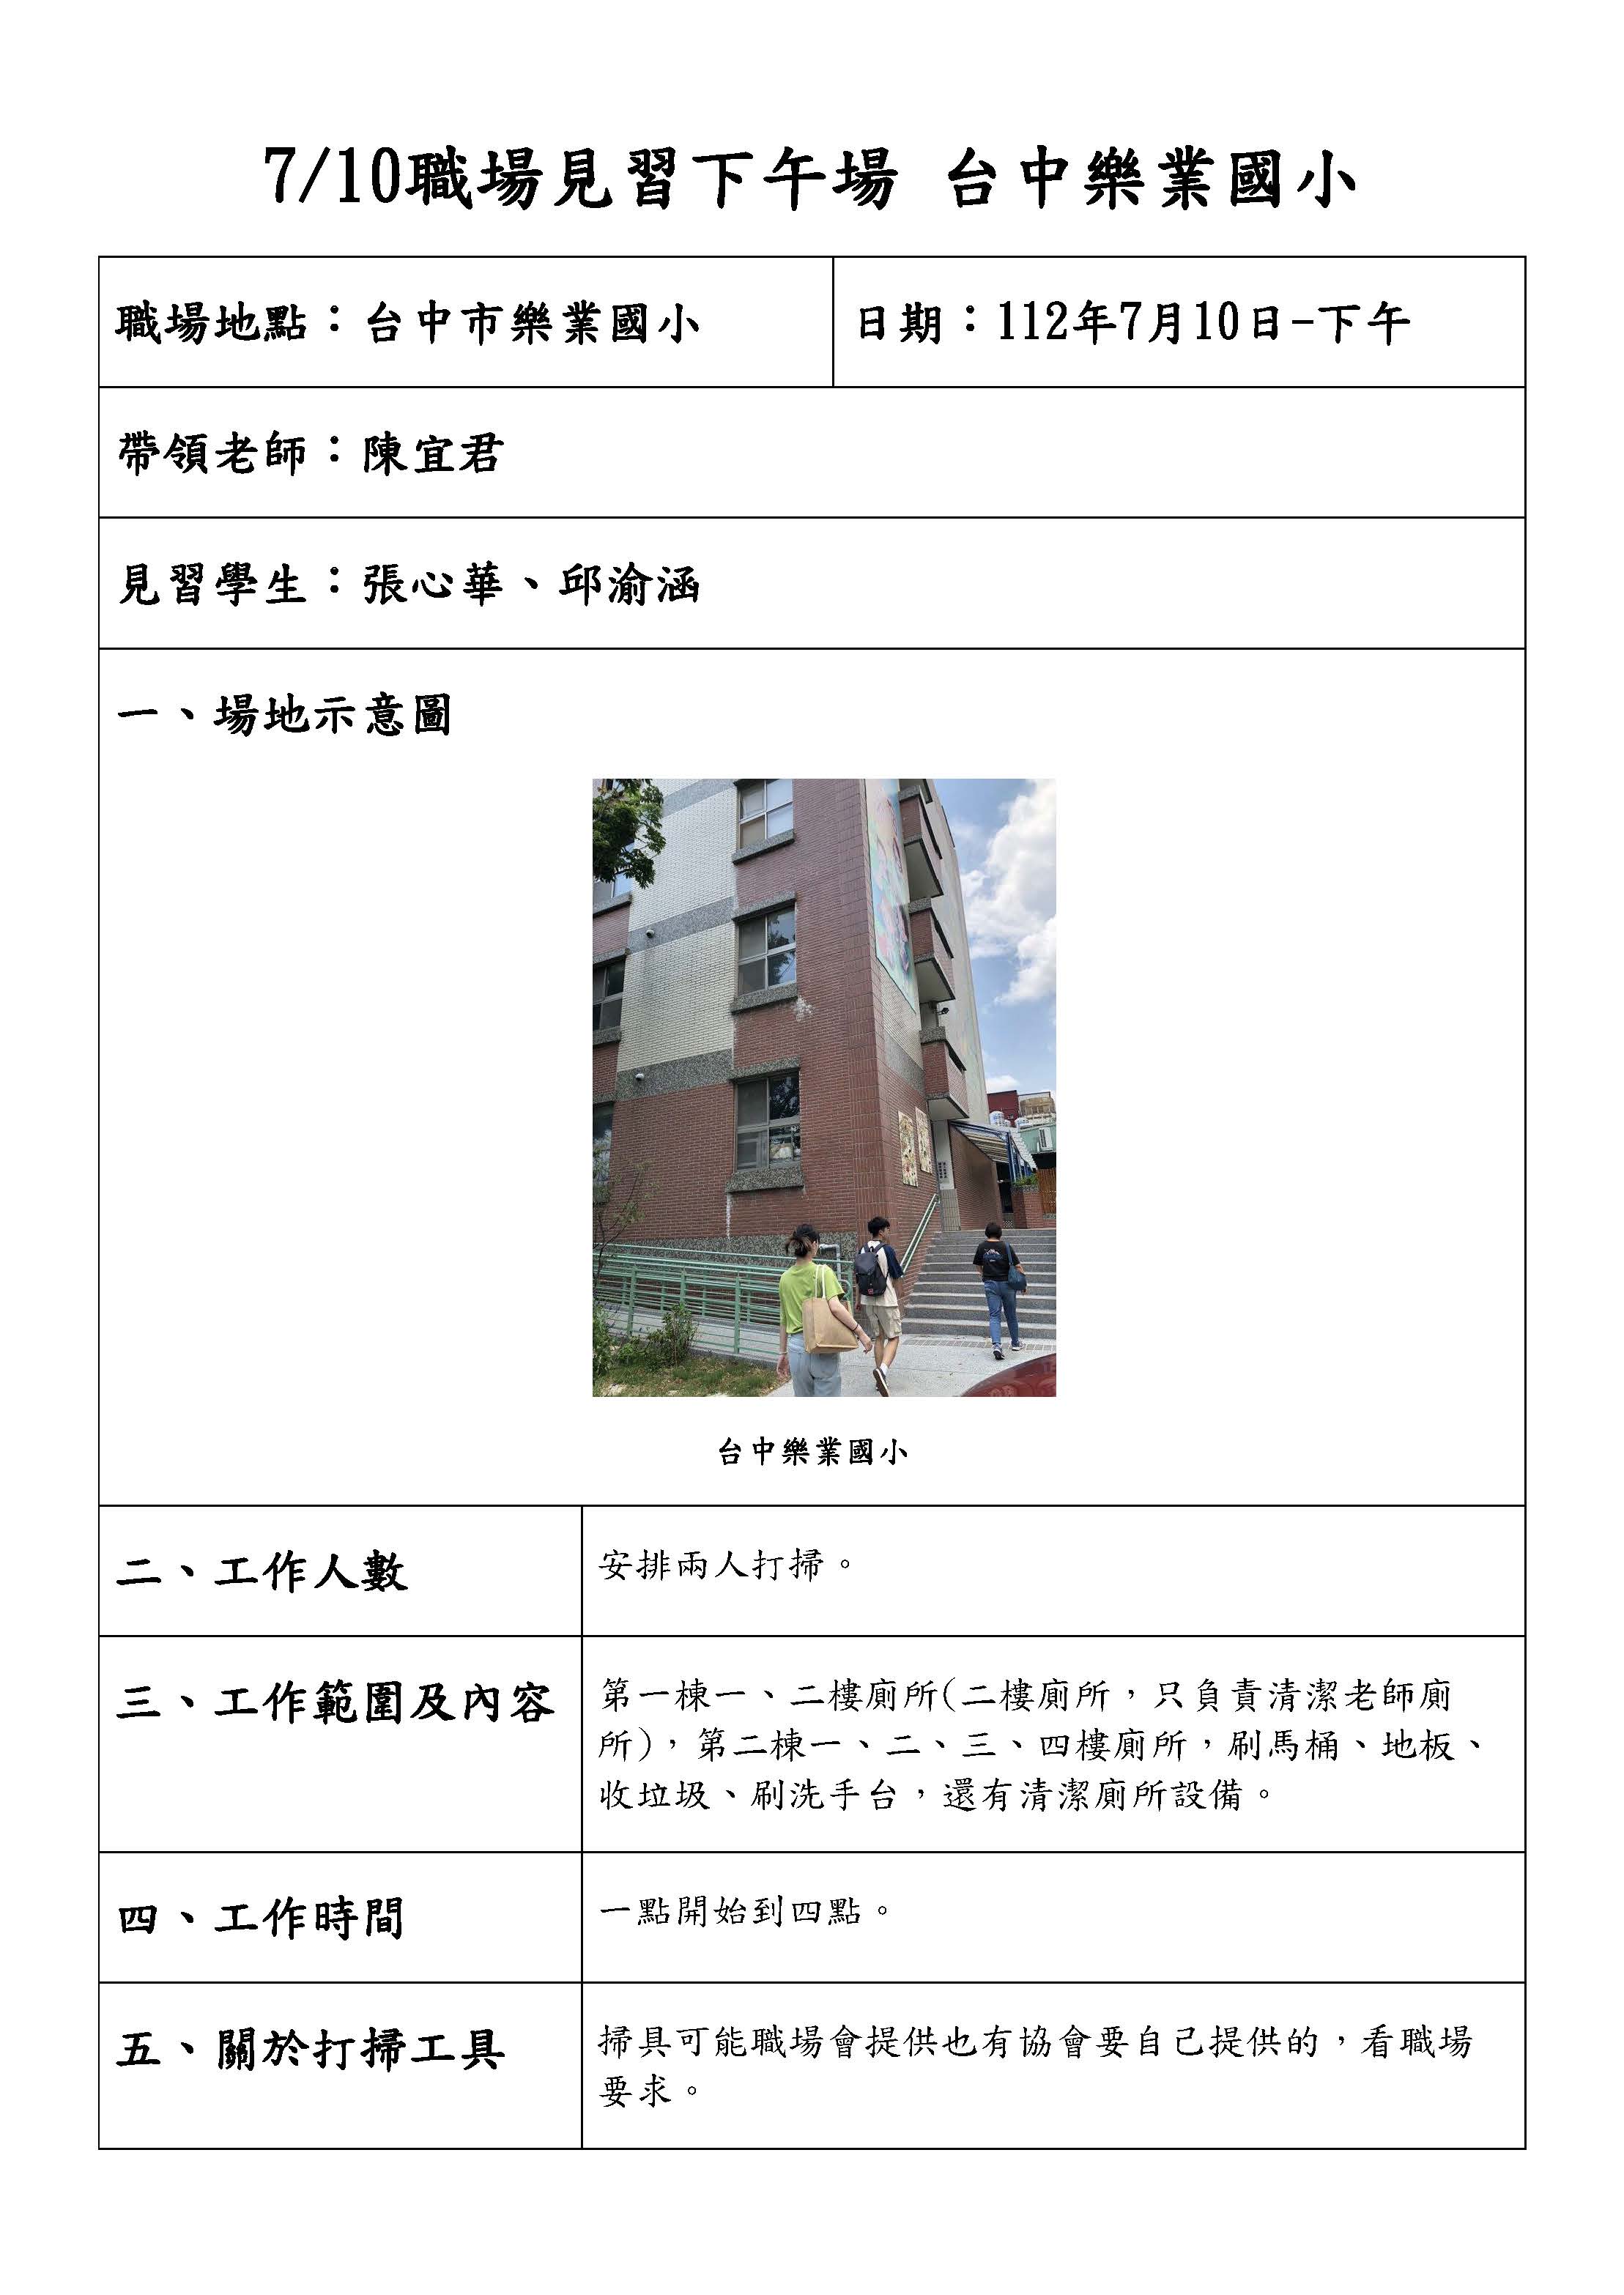 7/10職場見習下午場 台中樂業國小
職場地點：台中市樂業國小
日期：112年7月10日-下午
帶領老師：陳宜君
見習學生：張心華、邱渝涵
一、場地示意圖
台中樂業國小
二、工作人數
安排兩人打掃。
三、工作範圍及內容
第一棟一、二樓廁所(二樓廁所，只負責清潔老師廁
所)，第二棟一、二、三、四樓廁所，刷馬桶、地板、
收垃圾、刷洗手台，還有清潔廁所設備。
四、工作時間
一點開始到四點。
五、關於打掃工具
掃具可能職場會提供也有協會要自己提供的，看職場
要求。